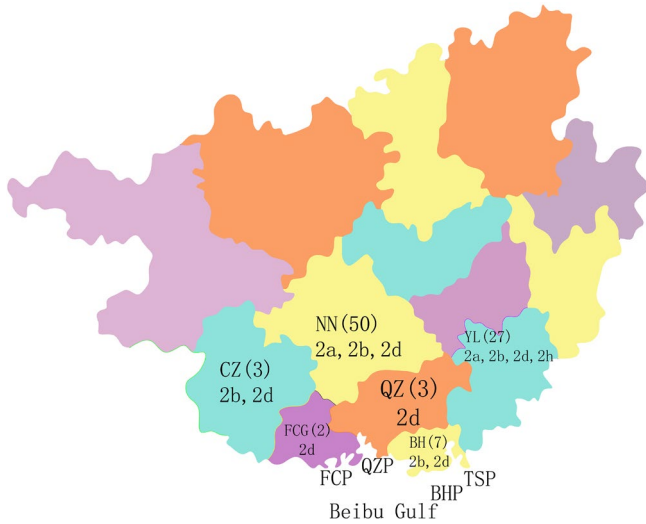 NN(50)
2a, 2b, 2d
YL(27)
2a, 2b, 2d, 2h
CZ(3)
2b, 2d
QZ(3)
2d
FCG(2)
2d
BH(7)
2b, 2d
FCP
QZP
BHP
TSP
Beibu Gulf